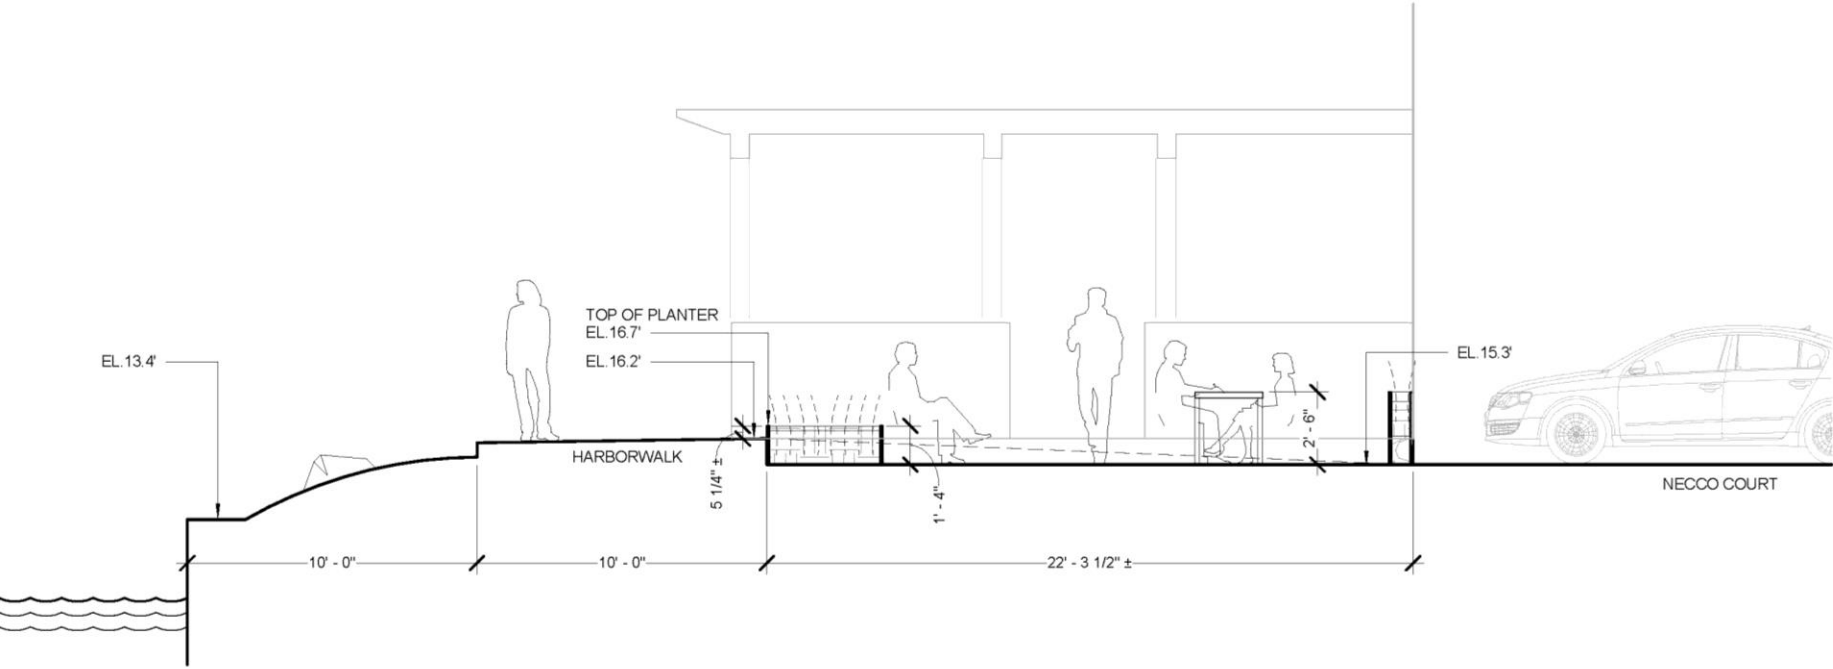 TOP OF PLANTER
EL.16.7'
EL.13.4'
EL.16.2'
EL.15.3'
HARBORWALK
5 1/4" ±
1' - 4"
2' - 6"
NECCO COURT
10' - 0"
10' - 0"
22' - 3 1/2" ±